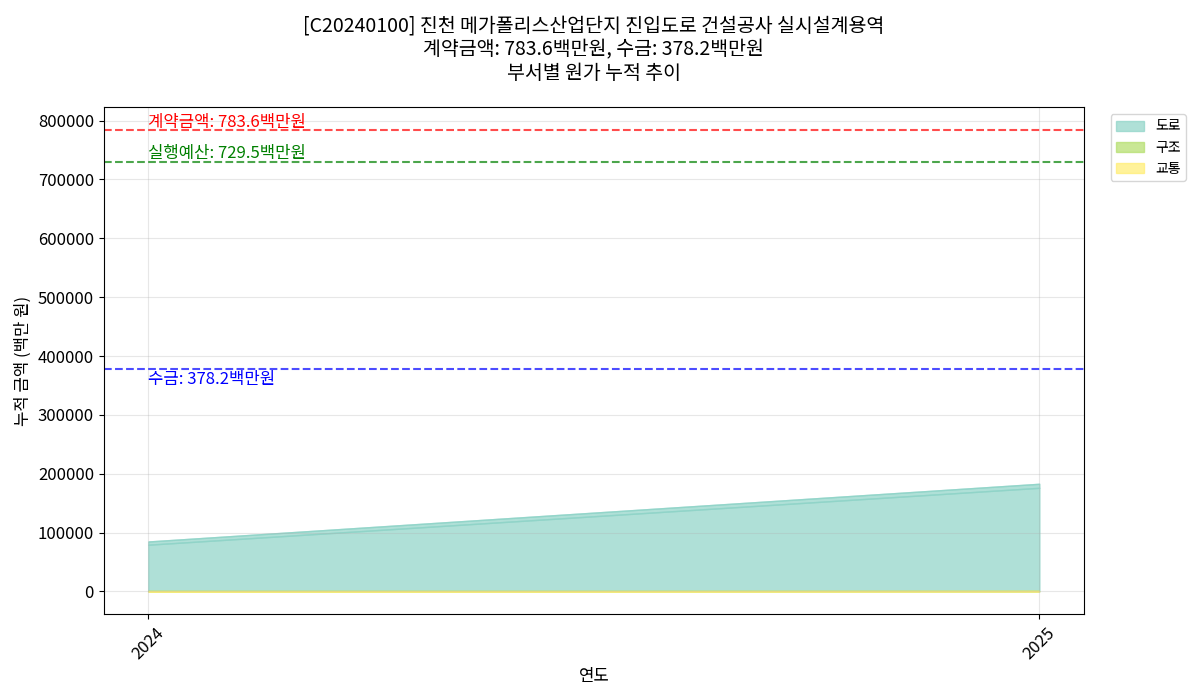 [C20240100] 진천 메가폴리스산업단지 진입도로 건설공사 실시설계용역
계약금액: 783.6백만원, 수금: 378.2백만원
부서별 원가 누적 추이
800000
700000
600000
500000
400000
300000
200000
100000
0
누적 금액 (백만 원)
계약금액: 783.6백만원
실행예산: 729.5백만원
수금: 378.2백만원
도로
구조
교통
2024
2025
연도